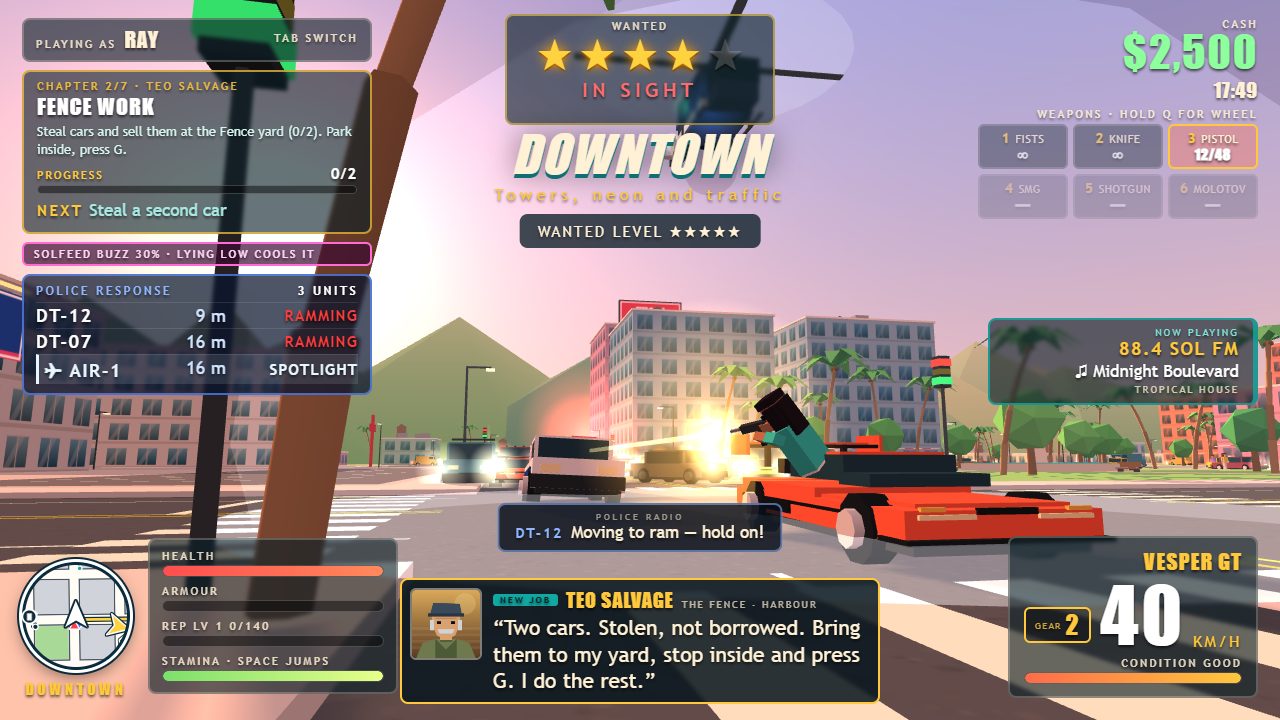 PLAYING AS RAY
TAB SWITCH
CHAPTER 2/7 · TEO SALVAGE
FENCE WORK
Steal cars and sell them at the Fence yard (0/2). Park
inside, press G.
PROGRESS 0/2
NEXT Steal a second car
SOLFEED BUZZ 30% · LYING LOW COOLS IT
POLICE RESPONSE 3 UNITS
DT-12 9 m RAMMING
DT-07 16 m RAMMING
AIR-1 16 m SPOTLIGHT
WANTED
★★★★★
IN SIGHT
DOWNTOWN
Towers, neon and traffic
WANTED LEVEL ★★★★★
CASH
$2,500
17:49
WEAPONS · HOLD Q FOR WHEEL
1 FISTS
∞
2 KNIFE
∞
3 PISTOL
12/48
4 SMG
—
5 SHOTGUN
—
6 MOLOTOV
—
NOW PLAYING
88.4 SOL FM
♫ Midnight Boulevard
TROPICAL HOUSE
POLICE RADIO
DT-12 Moving to ram — hold on!
DOWNTOWN
HEALTH
ARMOUR
REP LV 1 0/140
STAMINA · SPACE JUMPS
NEW JOB TEO SALVAGE THE FENCE · HARBOUR
“Two cars. Stolen, not borrowed. Bring
them to my yard, stop inside and press
G. I do the rest.”
VESPER GT
GEAR 2
40 KM/H
CONDITION GOOD